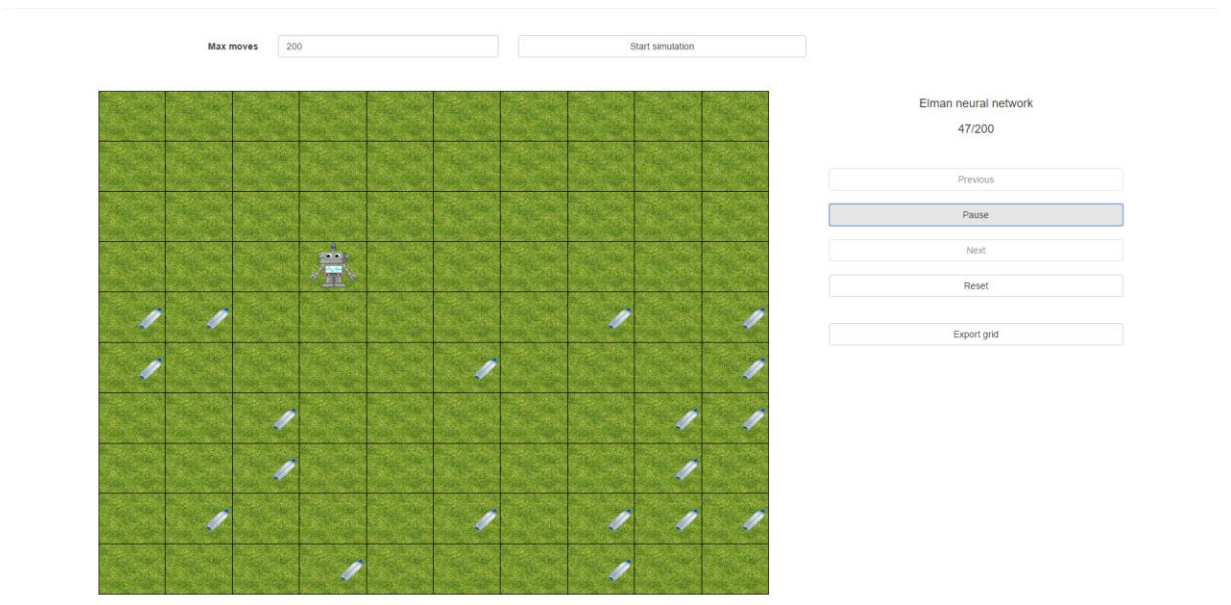 Max moves
200
Start simulation
Elman neural network
47/200
Previous
Pause
Next
Reset
Export grid